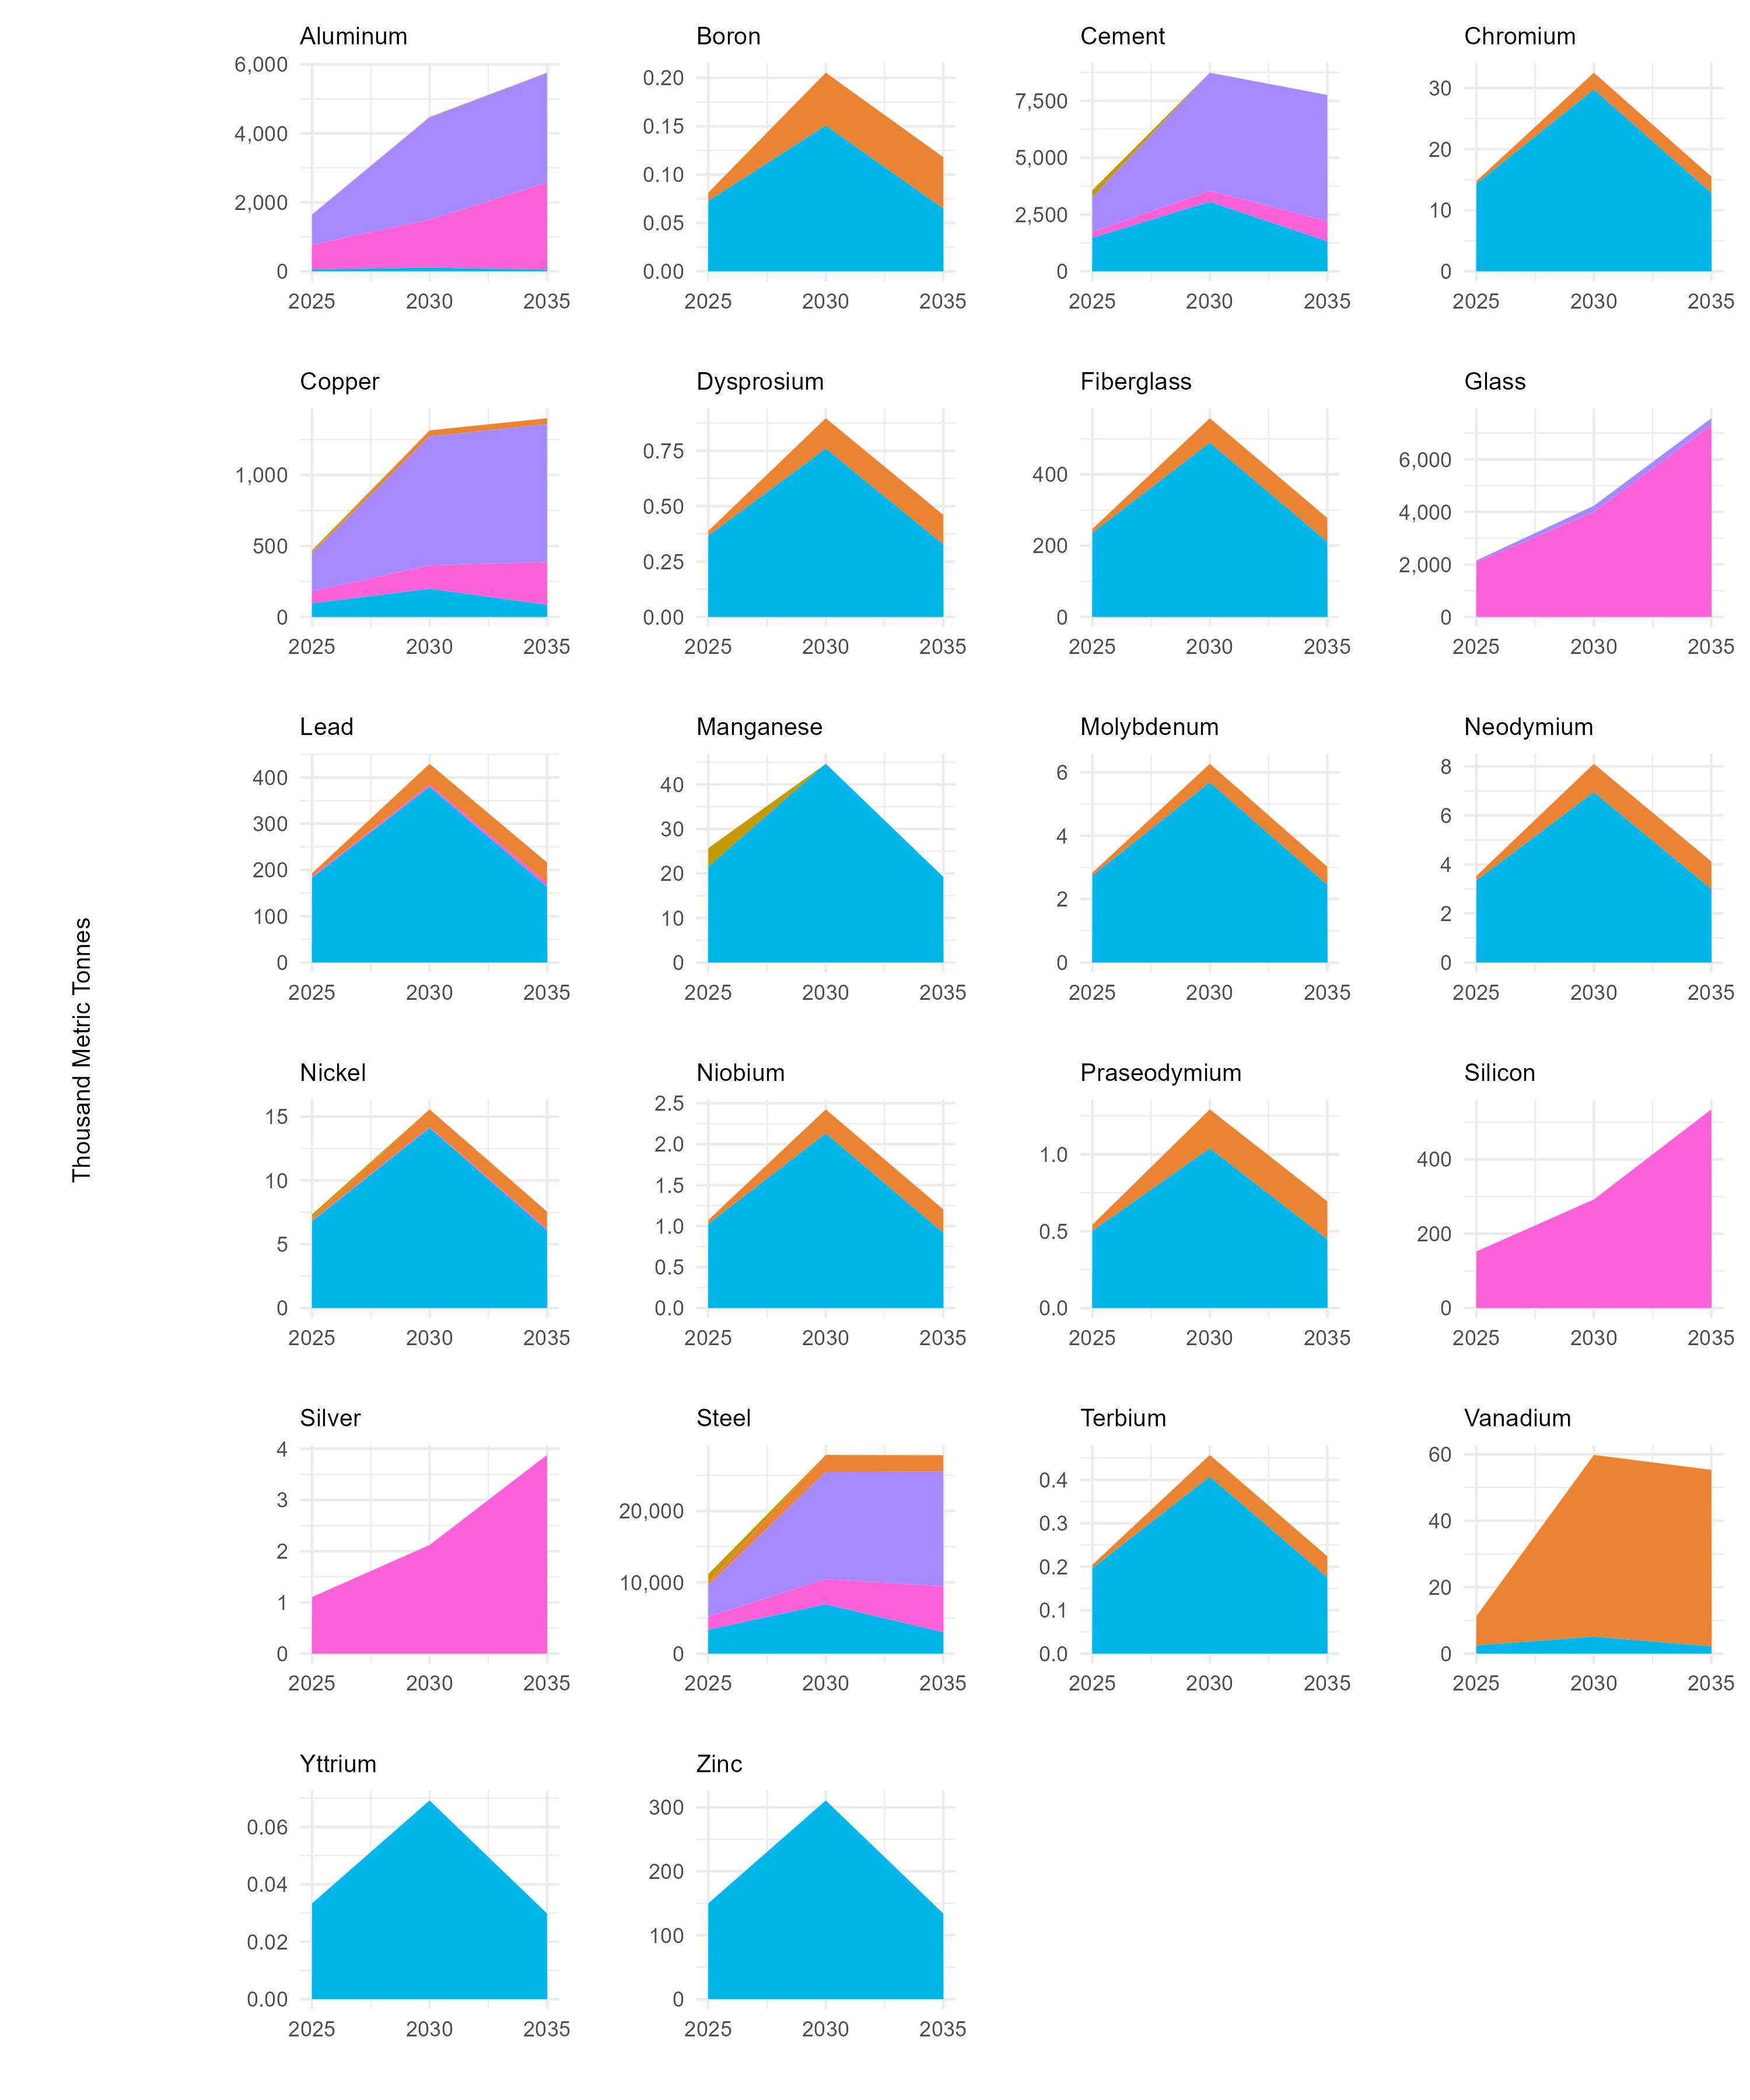 Thousand Metric Tonnes
Aluminum
6,000
4,000
2,000
0
2025 2030 2035
Boron
0.20
0.15
0.10
0.05
0.00
2025 2030 2035
Cement
7,500
5,000
2,500
0
2025 2030 2035
Chromium
30
20
10
0
2025 2030 2035
Copper
1,000
500
0
2025 2030 2035
Dysprosium
0.75
0.50
0.25
0.00
2025 2030 2035
Fiberglass
400
200
0
2025 2030 2035
Glass
6,000
4,000
2,000
0
2025 2030 2035
Lead
400
300
200
100
0
2025 2030 2035
Manganese
40
30
20
10
0
2025 2030 2035
Molybdenum
6
4
2
0
2025 2030 2035
Neodymium
8
6
4
2
0
2025 2030 2035
Nickel
15
10
5
0
2025 2030 2035
Niobium
2.5
2.0
1.5
1.0
0.5
0.0
2025 2030 2035
Praseodymium
1.0
0.5
0.0
2025 2030 2035
Silicon
400
200
0
2025 2030 2035
Silver
4
3
2
1
0
2025 2030 2035
Steel
20,000
10,000
0
2025 2030 2035
Terbium
0.4
0.3
0.2
0.1
0.0
2025 2030 2035
Vanadium
60
40
20
0
2025 2030 2035
Yttrium
0.06
0.04
0.02
0.00
2025 2030 2035
Zinc
300
200
100
0
2025 2030 2035